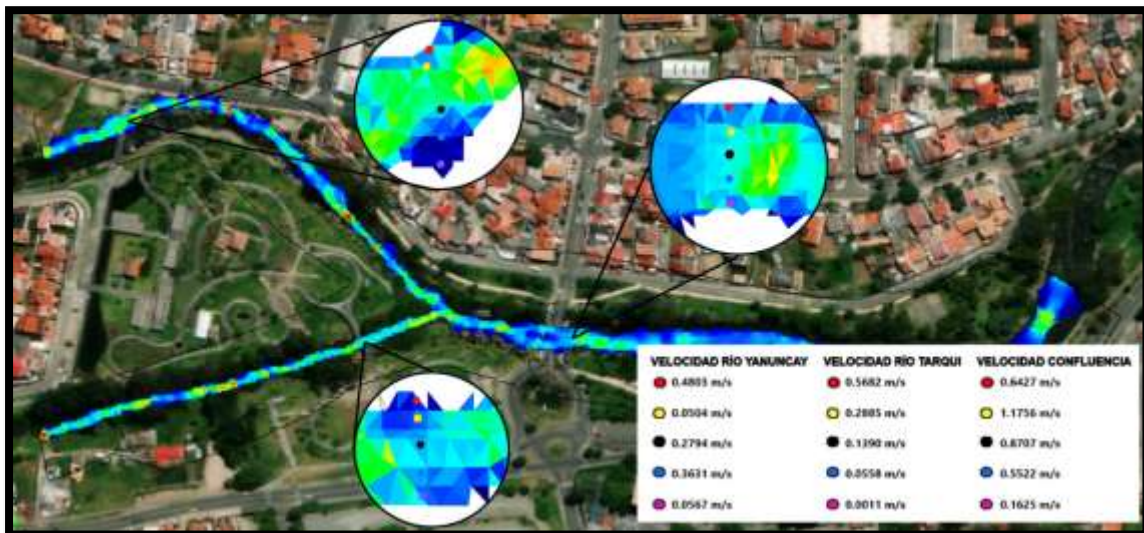 VELOCIDAD RÍO YANUNCAY VELOCIDAD RÍO TARQUI VELOCIDAD CONFLUENCIA
0.4803 m/s 0.5682 m/s 0.6427 m/s
0.0504 m/s 0.2885 m/s 1.1756 m/s
0.2794 m/s 0.1390 m/s 0.8707 m/s
0.3631 m/s 0.0558 m/s 0.5522 m/s
0.0567 m/s 0.0011 m/s 0.1625 m/s